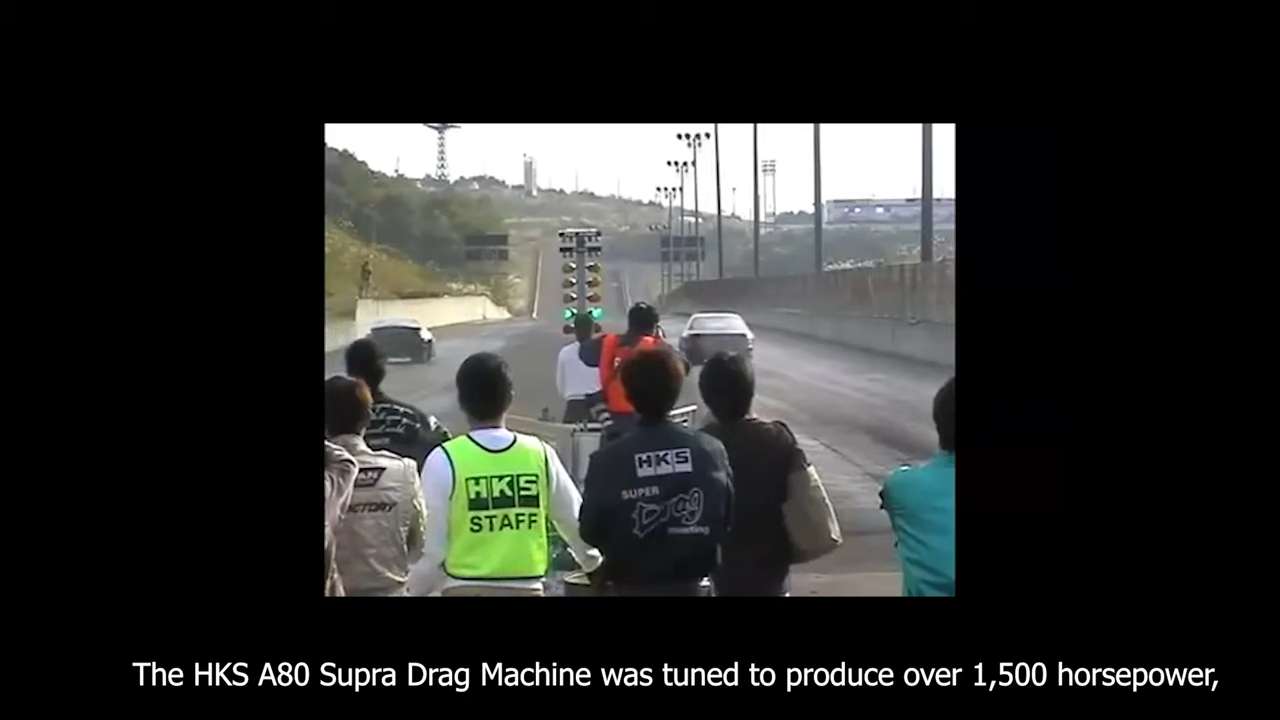 HKS
STAFF
HKS
SUPER
Drag
meeting
The HKS A80 Supra Drag Machine was tuned to produce over 1,500 horsepower,